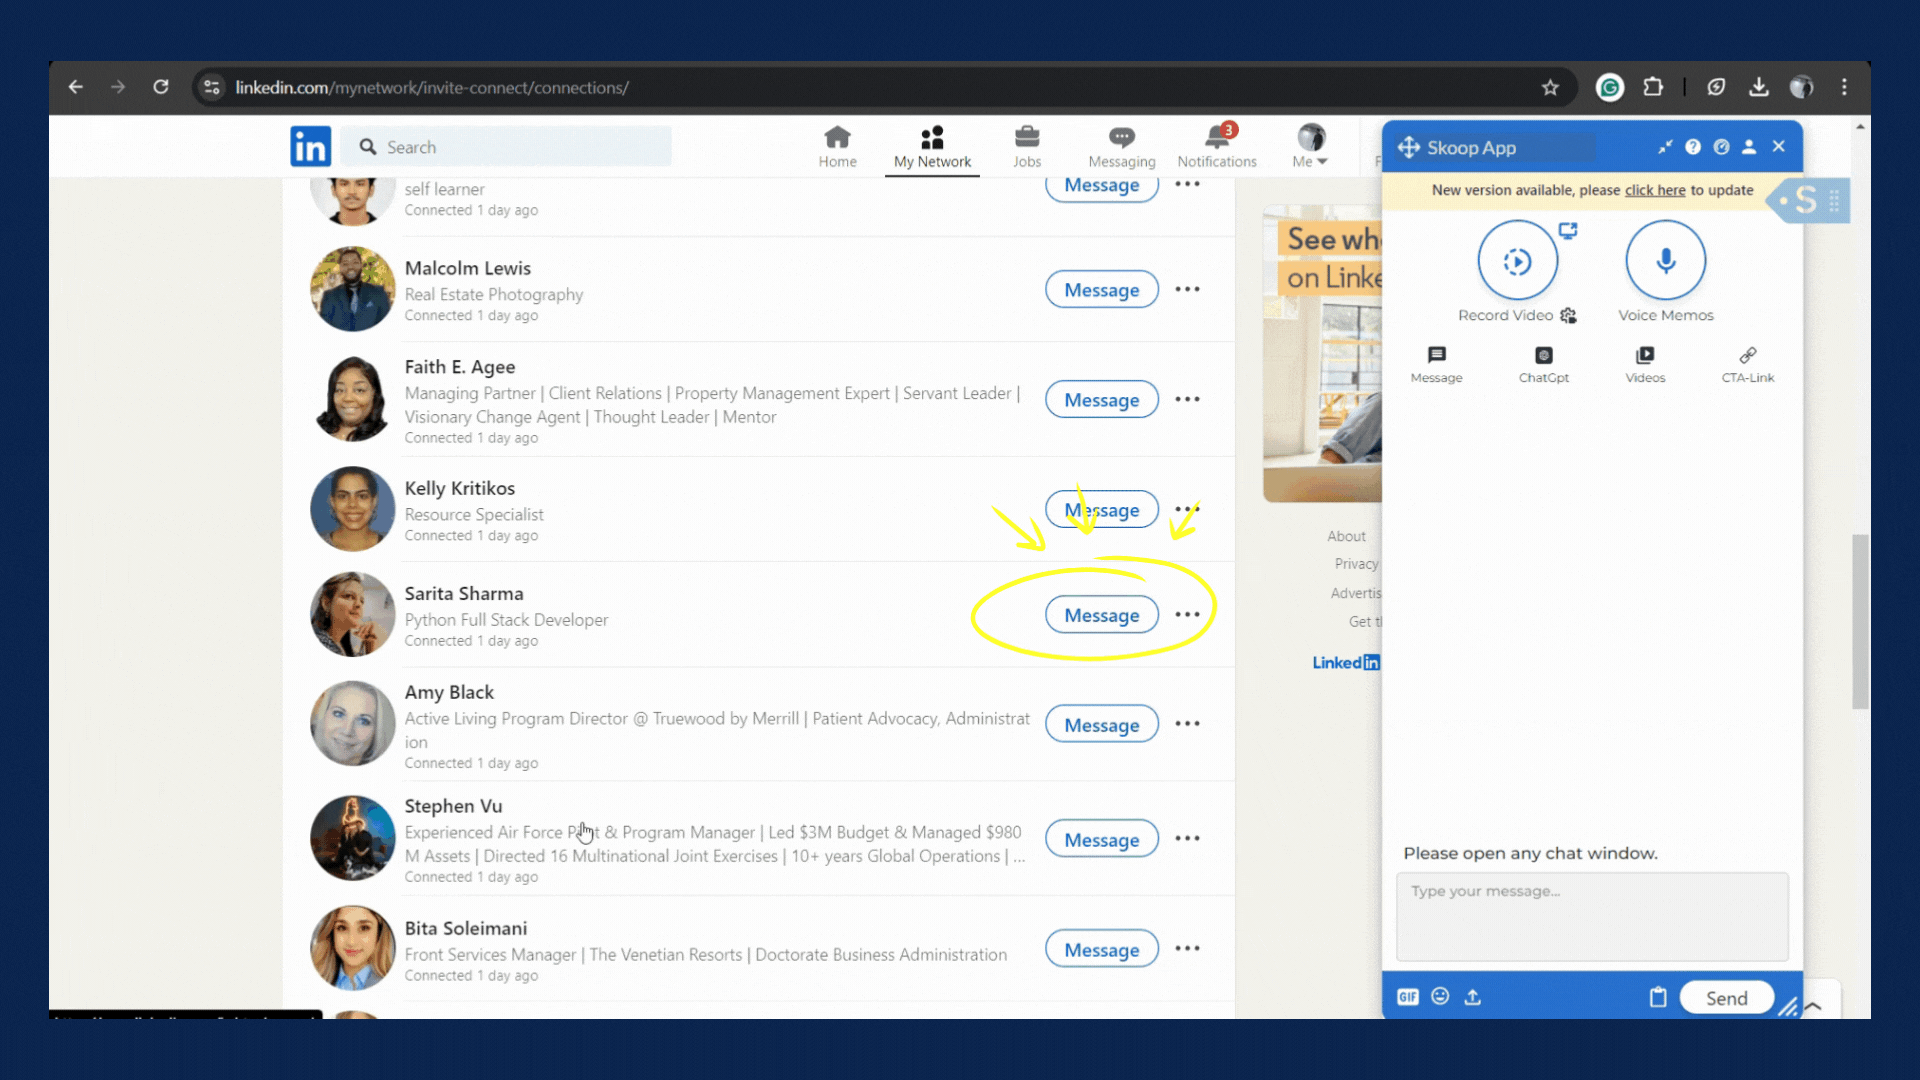 linkedin.com/mynetwork/invite-connect/connections/
in
Search
Home
My Network
Jobs
Messaging
3
Notifications
Me
self learner
Connected 1 day ago
Message
Malcolm Lewis
Real Estate Photography
Connected 1 day ago
Message
Faith E. Agee
Managing Partner | Client Relations | Property Management Expert | Servant Leader |
Visionary Change Agent | Thought Leader | Mentor
Connected 1 day ago
Message
Kelly Kritikos
Resource Specialist
Connected 1 day ago
Message
Sarita Sharma
Python Full Stack Developer
Connected 1 day ago
Message
Amy Black
Active Living Program Director @ Truewood by Merrill | Patient Advocacy, Administrat
ion
Connected 1 day ago
Message
Stephen Vu
Experienced Air Force & Program Manager | Led $3M Budget & Managed $980
M Assets | Directed 16 Multinational Joint Exercises | 10+ years Global Operations | ...
Connected 1 day ago
Message
Bita Soleimani
Front Services Manager | The Venetian Resorts | Doctorate Business Administration
Connected 1 day ago
Message
See wh
on Linke
About
Privacy
Advertis
Get t
Linkedin
Skoop App
New version available, please click here to update
S
Record Video
Voice Memos
Message
ChatGpt
Videos
CTA-Link
Please open any chat window.
Type your message...
GIF
Send